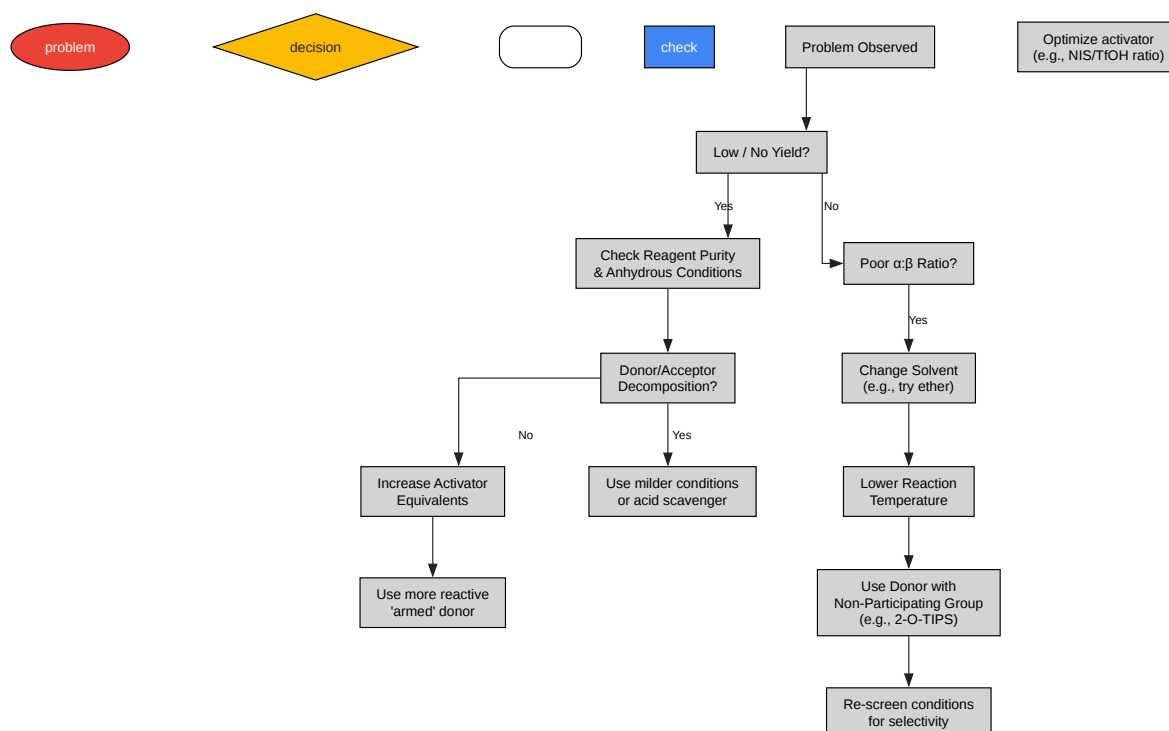 problem
decision
check
Problem Observed
Optimize activator
(e.g., NIS/TfOH ratio)
Low / No Yield?
Yes
No
Check Reagent Purity
& Anhydrous Conditions
Poor α:β Ratio?
Yes
Donor/Acceptor
Decomposition?
Change Solvent
(e.g., try ether)
No
Yes
Increase Activator
Equivalents
Use milder conditions
or acid scavenger
Lower Reaction
Temperature
Use more reactive
'armed' donor
Use Donor with
Non-Participating Group
(e.g., 2-O-TIPS)
Re-screen conditions
for selectivity